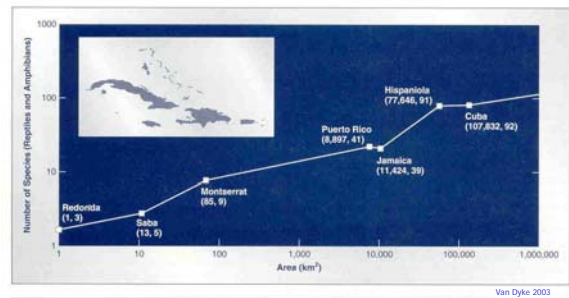 Number of Species (Reptiles and Amphibians)
1000
100
10
1
Redonda
(1, 3)
Saba
(13, 5)
Montserrat
(85, 9)
Puerto Rico
(8,897, 41)
Jamaica
(11,424, 39)
Hispaniola
(77,646, 91)
Cuba
(107,832, 92)
1
10
100
1,000
10,000
100,000
1,000,000
Area (km²)
Van Dyke 2003